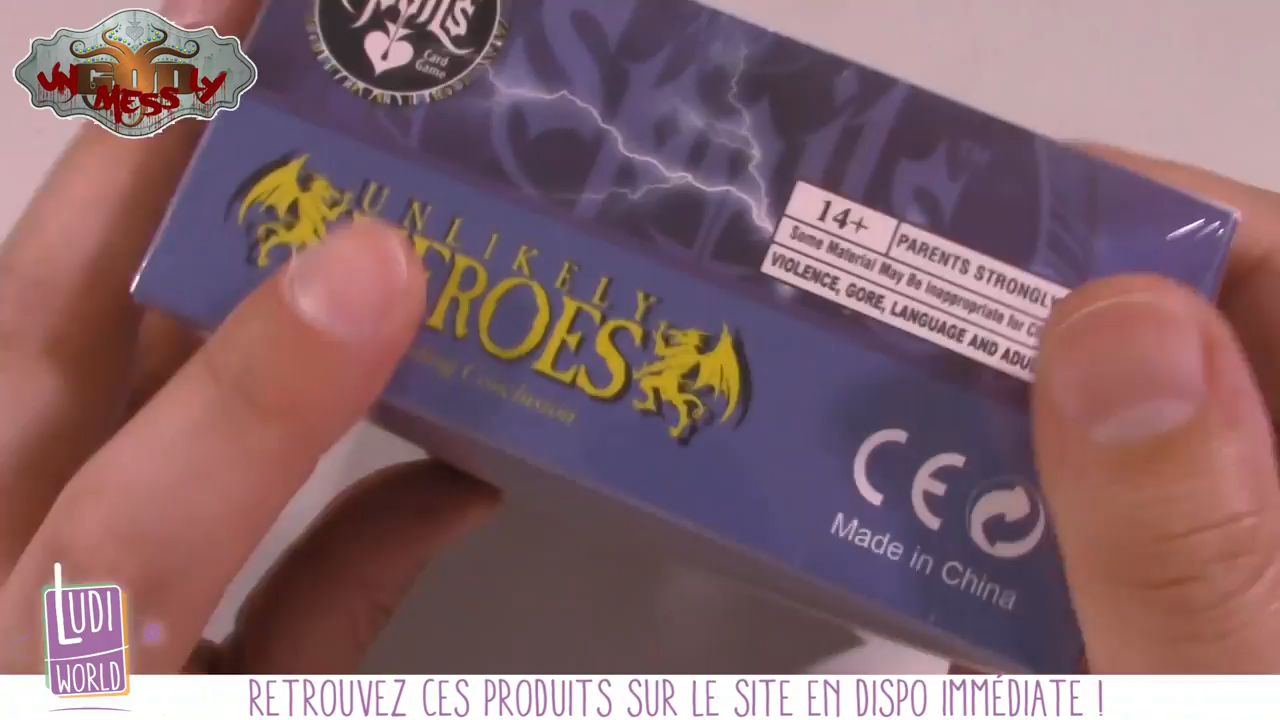 UNGODLY
MESS
Card
Game
UNLIKELY
HEROES
Conclusion
14+
PARENTS STRONGLY
Some Material May Be Inappropriate for
VIOLENCE, GORE, LANGUAGE AND
CE
Made in China
LUDI
WORLD
RETROUVEZ CES PRODUITS SUR LE SITE EN DISPO IMMÉDIATE !